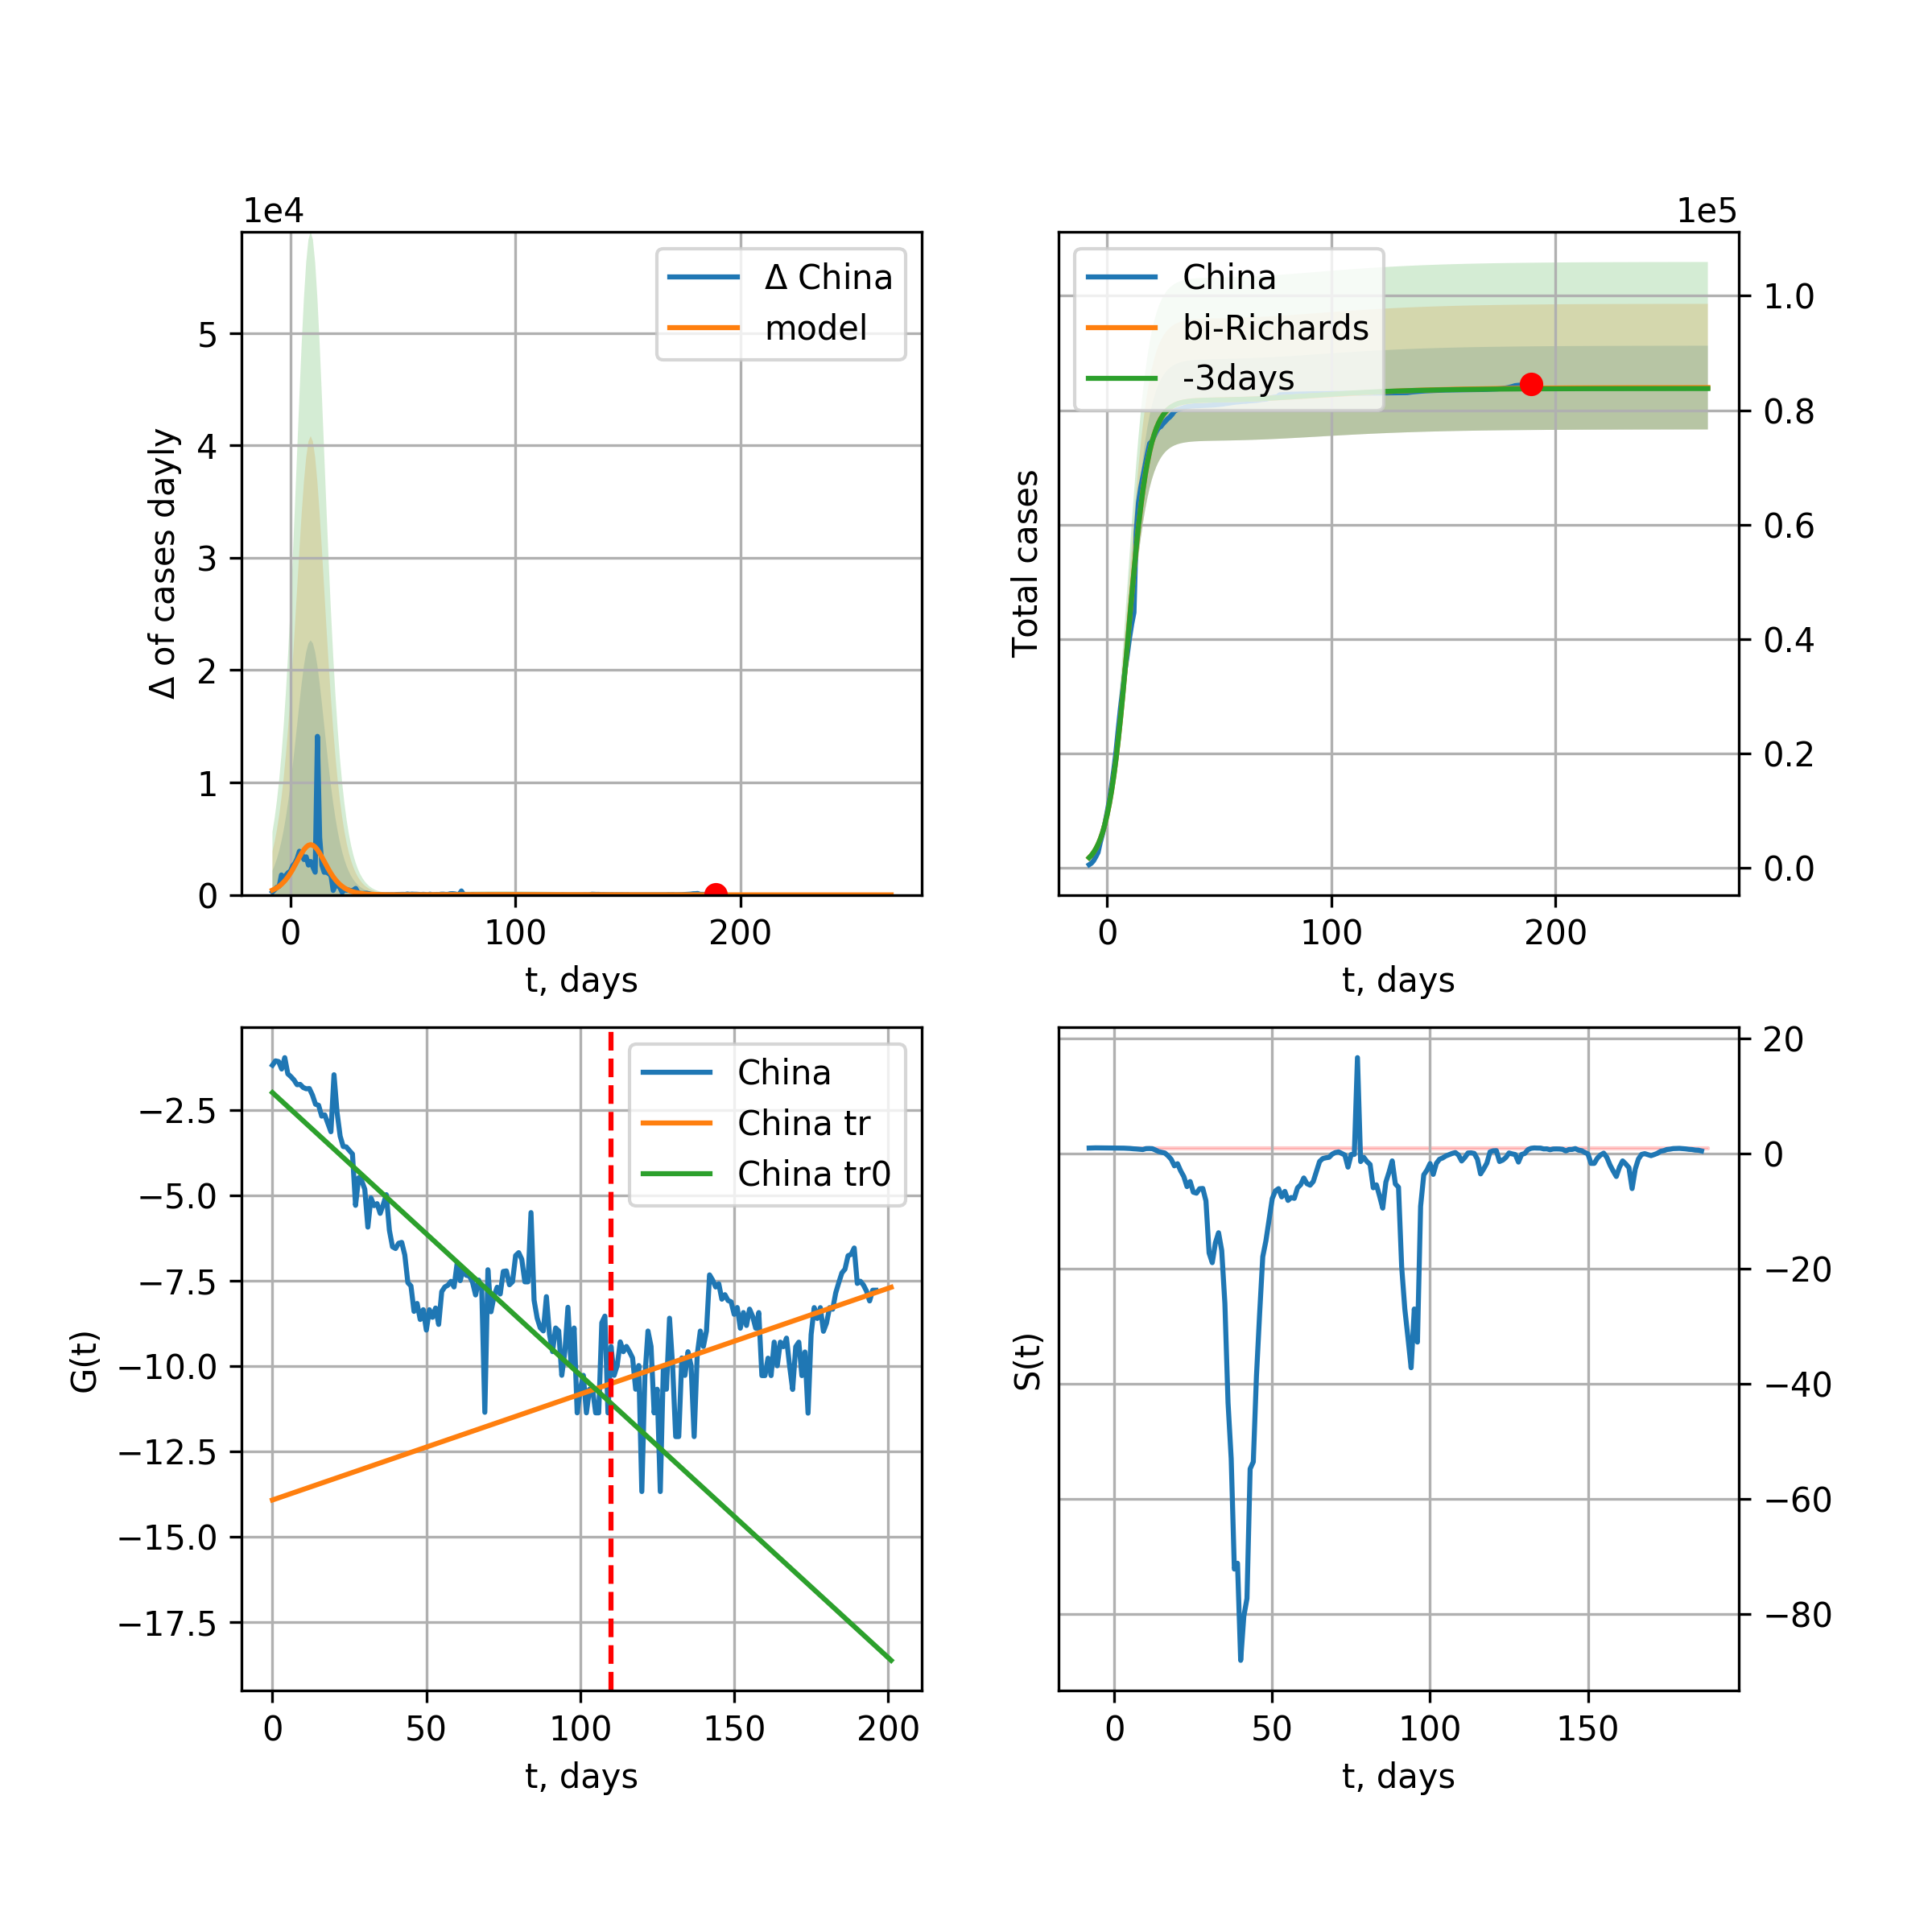 1e4
Δ China
model
5
4
3
2
1
0
Δ of cases dayly
0 100 200
t, days
1e5
China
bi-Richards
-3days
1.0
0.8
0.6
0.4
0.2
0.0
Total cases
0 100 200
t, days
China
China tr
China tr0
−2.5
−5.0
−7.5
−10.0
−12.5
−15.0
−17.5
G(t)
0 50 100 150 200
t, days
20
0
−20
−40
−60
−80
S(t)
0 50 100 150
t, days